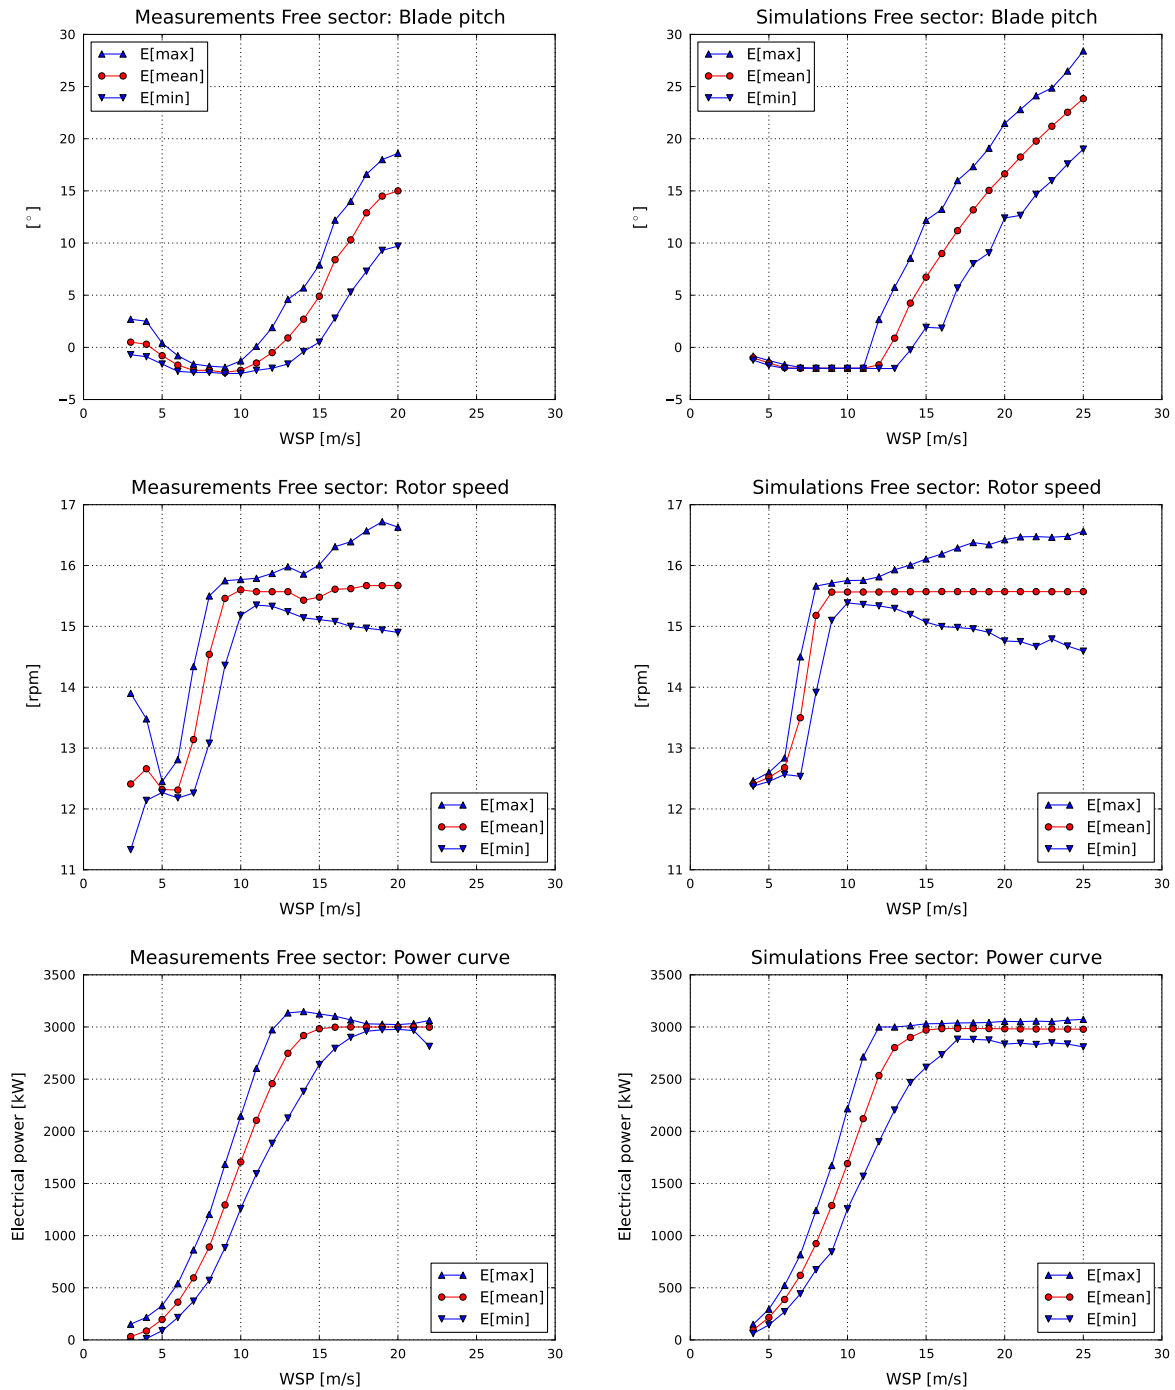 Measurements Free sector: Blade pitch
30
25
20
15
10
5
0
−5
[°]
E[max]
E[mean]
E[min]
0 5 10 15 20 25 30
WSP [m/s]
Simulations Free sector: Blade pitch
30
25
20
15
10
5
0
−5
[°]
E[max]
E[mean]
E[min]
0 5 10 15 20 25 30
WSP [m/s]
Measurements Free sector: Rotor speed
17
16
15
14
13
12
11
[rpm]
E[max]
E[mean]
E[min]
0 5 10 15 20 25 30
WSP [m/s]
Simulations Free sector: Rotor speed
17
16
15
14
13
12
11
[rpm]
E[max]
E[mean]
E[min]
0 5 10 15 20 25 30
WSP [m/s]
Measurements Free sector: Power curve
3500
3000
2500
2000
1500
1000
500
0
Electrical power [kW]
E[max]
E[mean]
E[min]
0 5 10 15 20 25 30
WSP [m/s]
Simulations Free sector: Power curve
3500
3000
2500
2000
1500
1000
500
0
Electrical power [kW]
E[max]
E[mean]
E[min]
0 5 10 15 20 25 30
WSP [m/s]